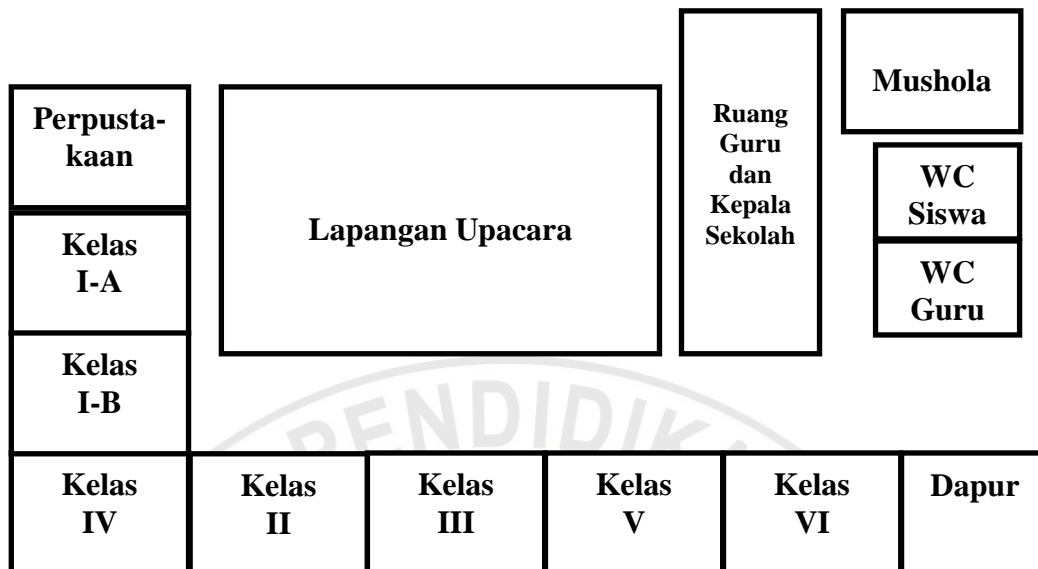 Perpusta-
kaan
Kelas
I-A
Kelas
I-B
Lapangan Upacara
Ruang
Guru
dan
Kepala
Sekolah
Mushola
WC
Siswa
WC
Guru
Kelas
IV
Kelas
II
Kelas
III
Kelas
V
Kelas
VI
Dapur